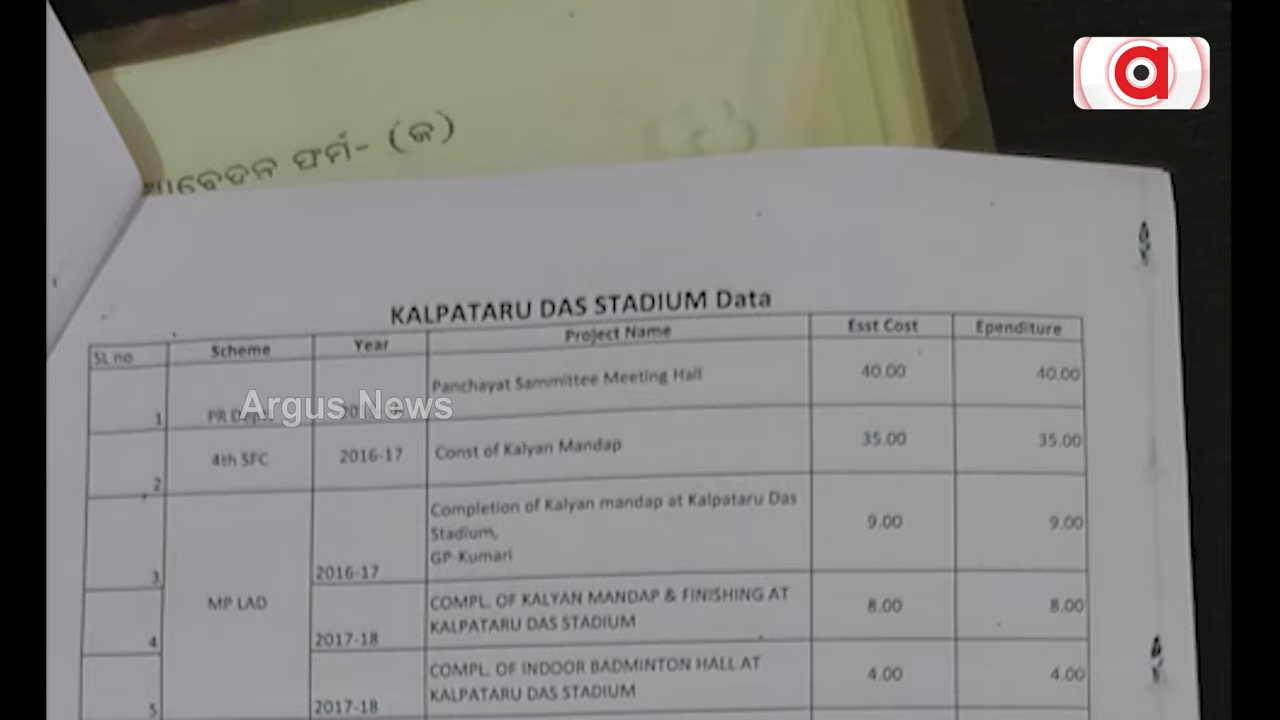 ଆବେଦନ ଫର୍ମ- (କ)
KALPATARU DAS STADIUM Data
SL no Scheme Year Project Name Esst Cost Ependiture
1 PR Panchayat Sammittee Meeting Hall 40.00 40.00
Argus News
2 4th SFC 2016-17 Const of Kalyan Mandap 35.00 35.00
3 2016-17 Completion of Kalyan mandap at Kalpataru Das 9.00 9.00
Stadium,
GP-Kumari
MP LAD
4 2017-18 COMPL. OF KALYAN MANDAP & FINISHING AT 8.00 8.00
KALPATARU DAS STADIUM
5 2017-18 COMPL. OF INDOOR BADMINTON HALL AT 4.00 4.00
KALPATARU DAS STADIUM